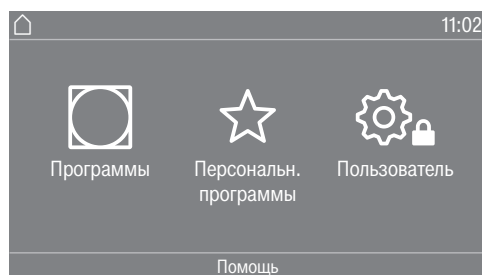 11:02
Программы
Персональн.
программы
Пользователь
Помощь